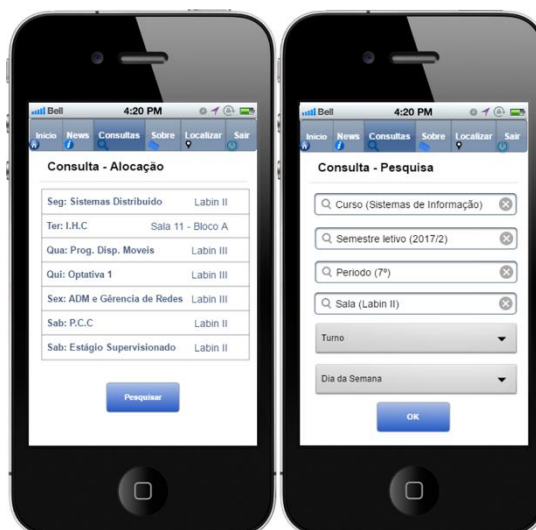 Bell 4:20 PM
Inicio News Consultas Sobre Localizar Sair
Consulta - Alocação
Seg: Sistemas Distribuido Labin II
Ter: I.H.C Sala 11 - Bloco A
Qua: Prog. Disp. Moveis Labin III
Qui: Optativa 1 Labin III
Sex: ADM e Gêrencia de Redes Labin III
Sab: P.C.C Labin II
Sab: Estágio Supervisionado Labin II
Pesquisar
Bell 4:20 PM
Inicio News Consultas Sobre Localizar Sair
Consulta - Pesquisa
Curso (Sistemas de Informação)
Semestre letivo (2017/2)
Periodo (7º)
Sala (Labin II)
Turno
Dia da Semana
OK